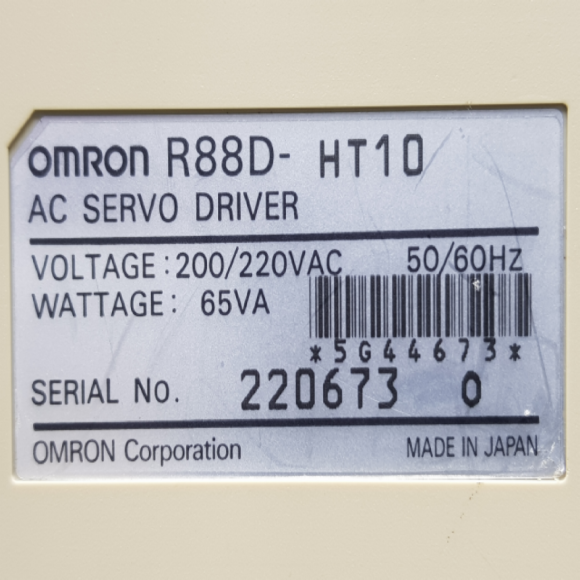 OMRON R88D- HT10
AC SERVO DRIVER
VOLTAGE : 200/220VAC 50/60Hz
WATTAGE : 65VA
*5G44673*
SERIAL No. 220673 0
OMRON Corporation MADE IN JAPAN